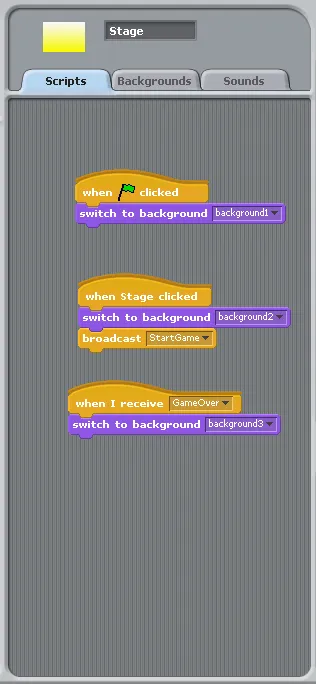 Stage
Scripts Backgrounds Sounds
when clicked
switch to background background1
when Stage clicked
switch to background background2
broadcast StartGame
when I receive GameOver
switch to background background3